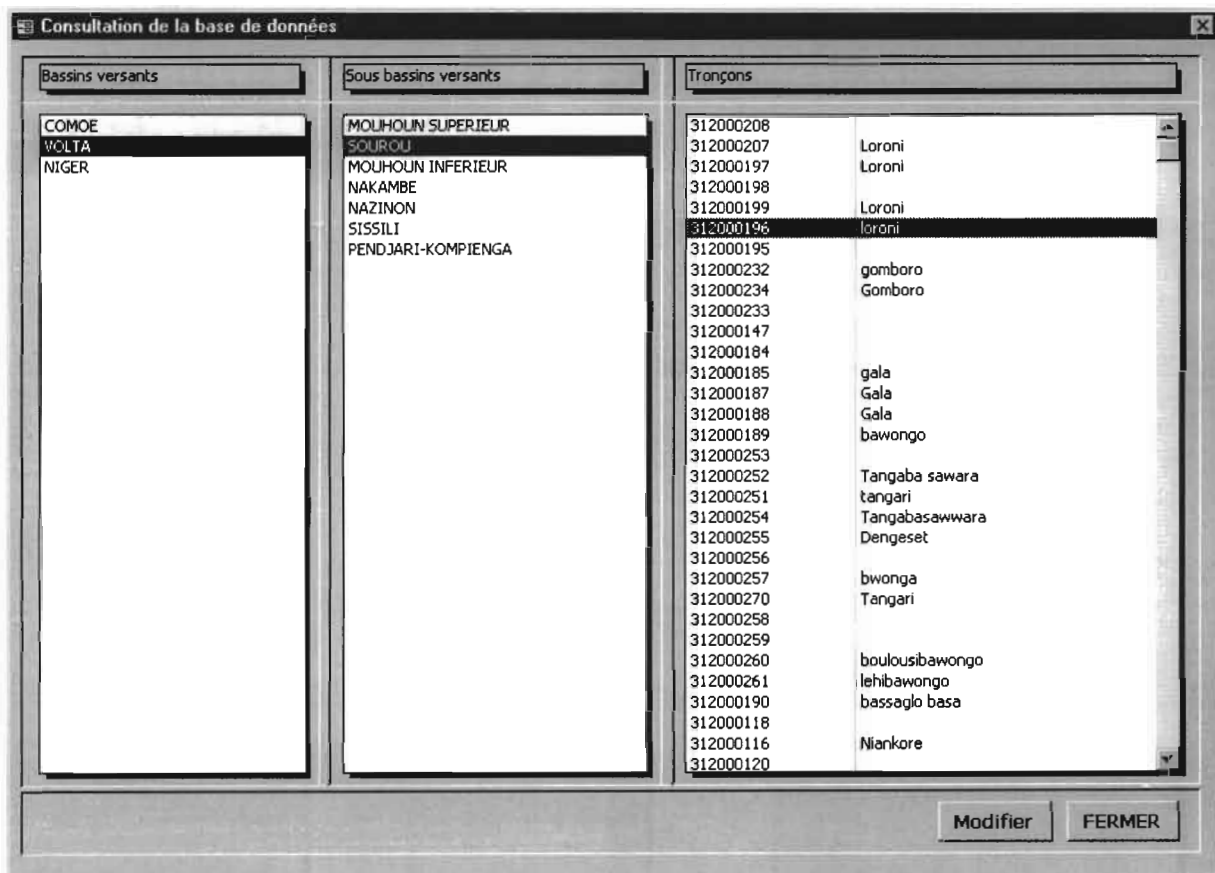 Consultation de la base de données
Bassins versants
Sous bassins versants
Tronçons
COMOE
VOLTA
NIGER
MOUHOUN SUPERIEUR
SOUROU
MOUHOUN INFERIEUR
NAKAMBE
NAZINON
SISSILI
PENDJARI-KOMPIENGA
312000208
312000207 Loroni
312000197 Loroni
312000198
312000199 Loroni
312000196 loroni
312000195
312000232 gomboro
312000234 Gomboro
312000233
312000147
312000184
312000185 gala
312000187 Gala
312000188 Gala
312000189 bawongo
312000253
312000252 Tangaba sawara
312000251 tangari
312000254 Tangabasawwara
312000255 Dengeset
312000256
312000257 bwonga
312000270 Tangari
312000258
312000259
312000260 boulousibawongo
312000261 lehibawongo
312000190 bassaglo basa
312000118
312000116 Niankore
312000120
Modifier
FERMER